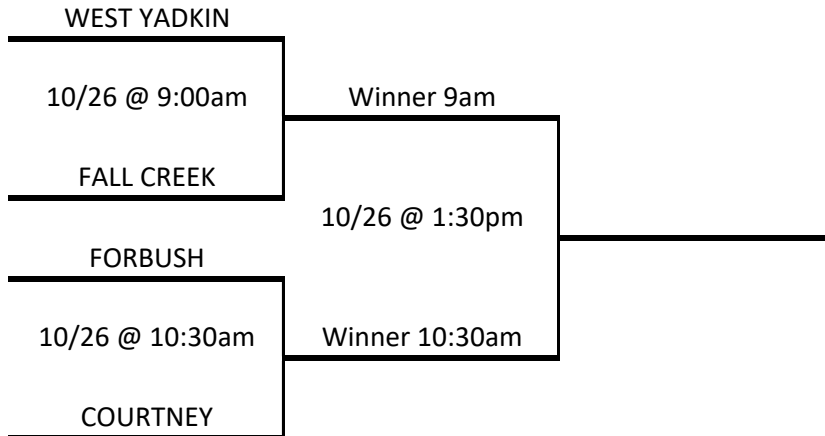 WEST YADKIN
10/26 @ 9:00am
Winner 9am
FALL CREEK
10/26 @ 1:30pm
FORBUSH
10/26 @ 10:30am
Winner 10:30am
COURTNEY